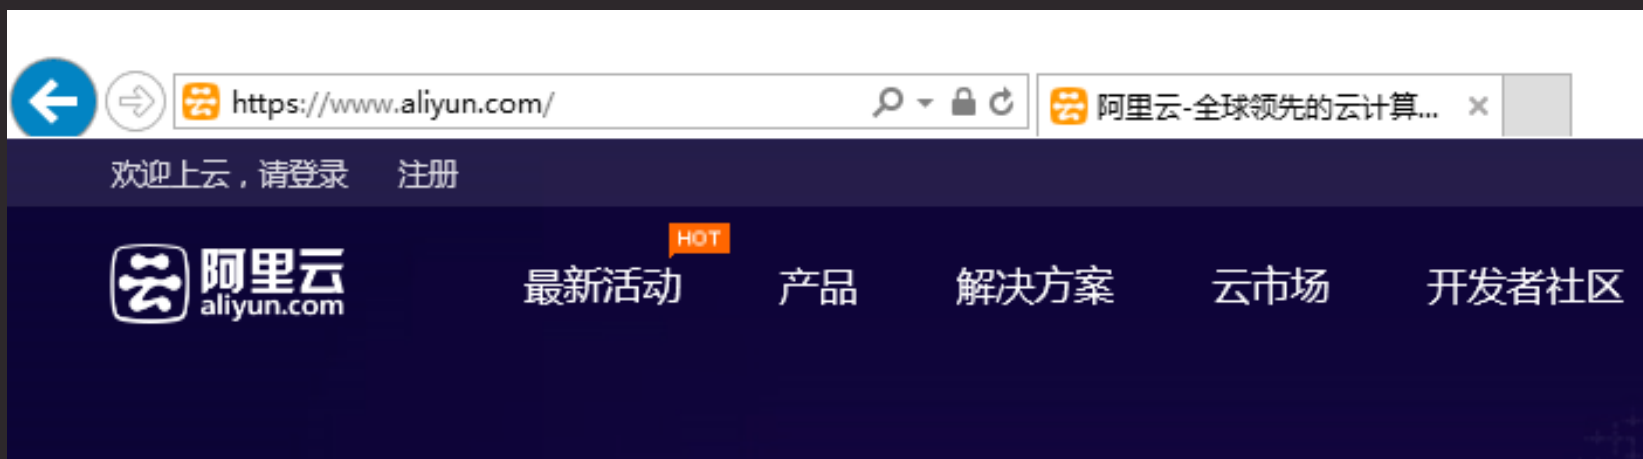 https://www.aliyun.com/ 阿里云-全球领先的云计算...
欢迎上云，请登录 注册
HOT
阿里云 最新活动 产品 解决方案 云市场 开发者社区
aliyun.com